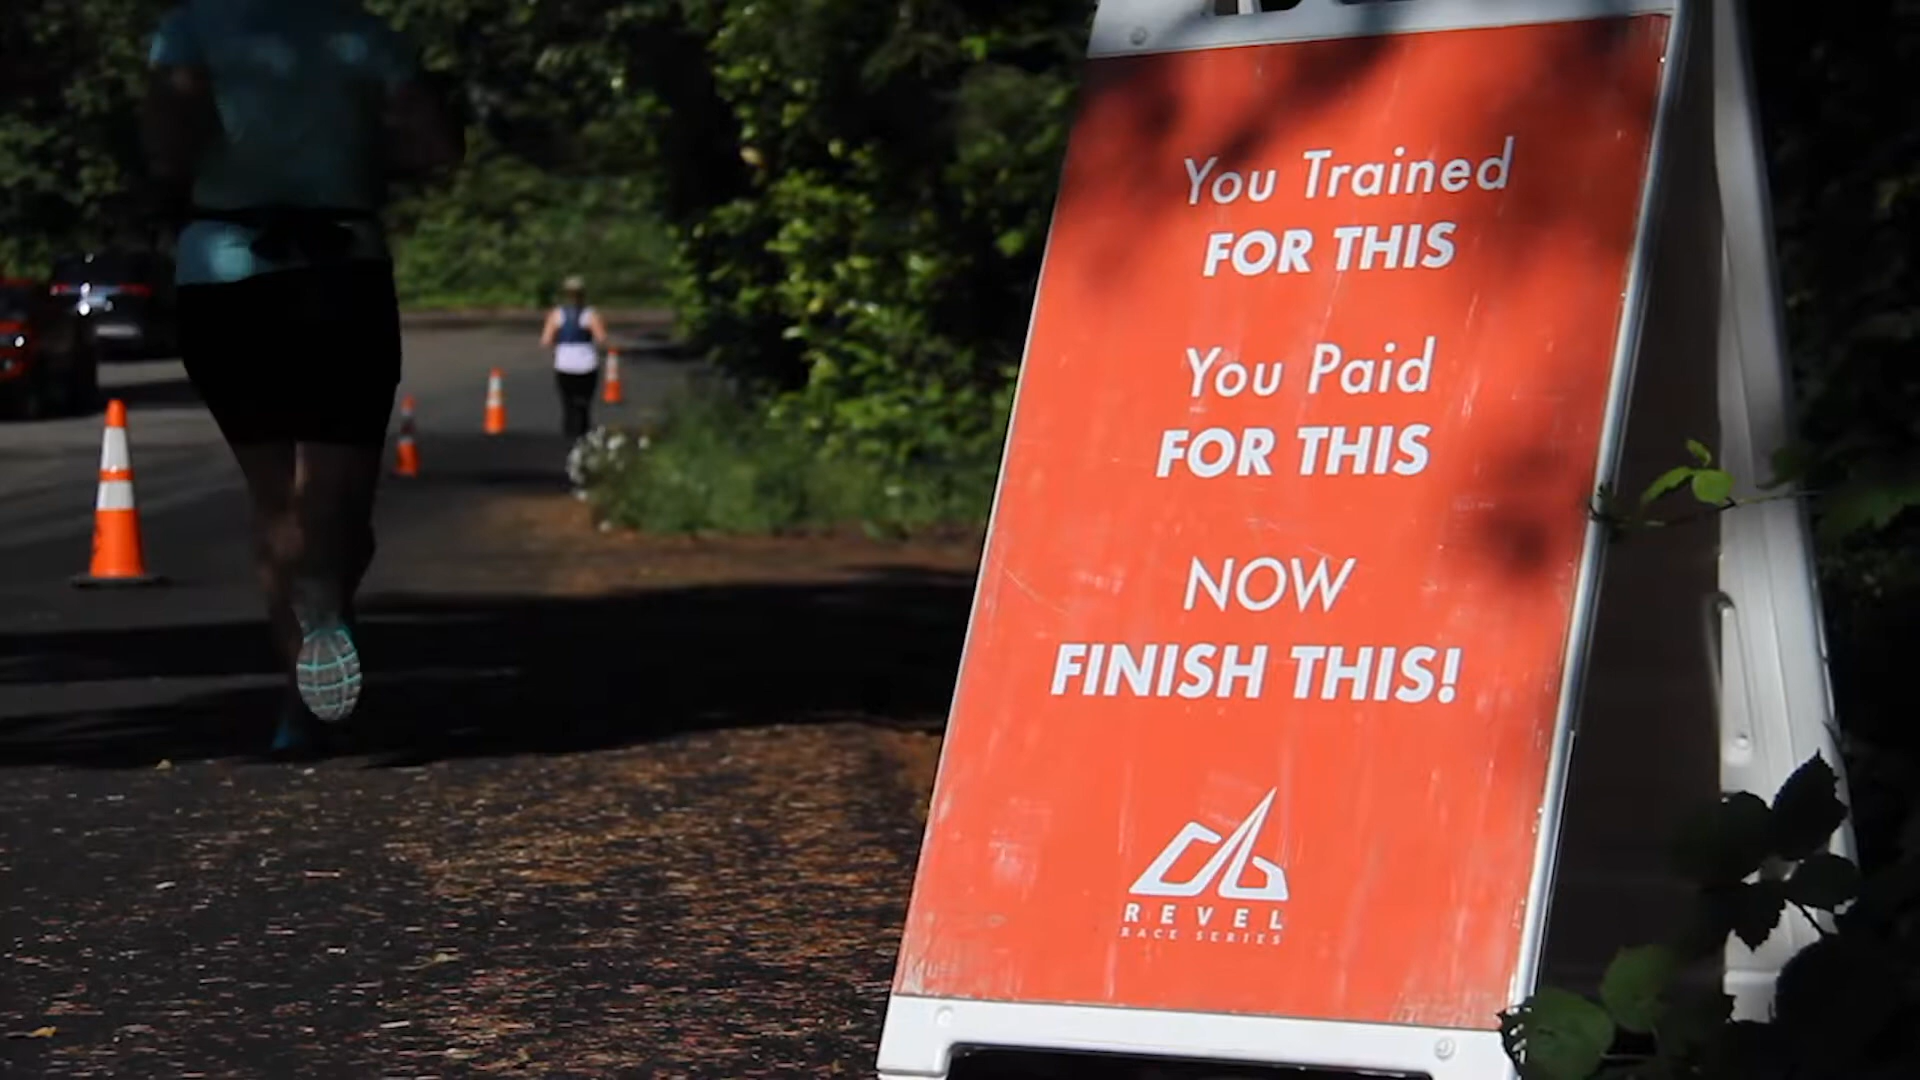 You Trained
FOR THIS
You Paid
FOR THIS
NOW
FINISH THIS!
REVEL
RACE SERIES